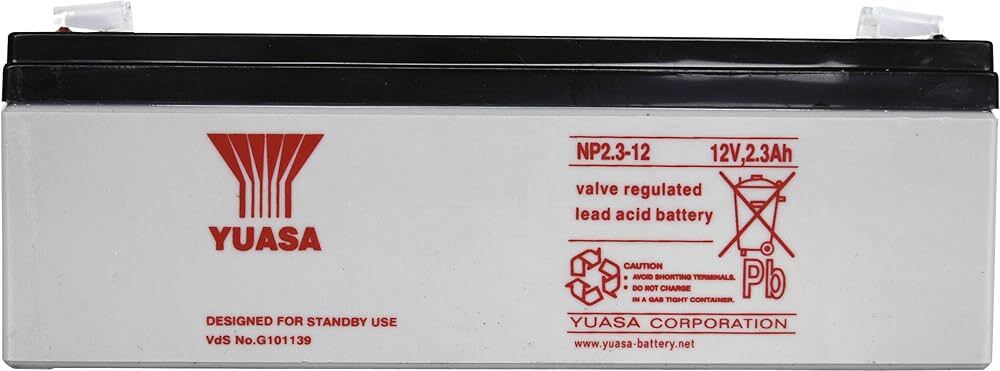 YUASA
DESIGNED FOR STANDBY USE
VdS No.G101139
NP2.3-12 12V,2.3Ah
valve regulated
lead acid battery
CAUTION
• AVOID SHORTING TERMINALS.
• DO NOT CHARGE
IN A GAS TIGHT CONTAINER.
Pb
YUASA CORPORATION
www.yuasa-battery.net